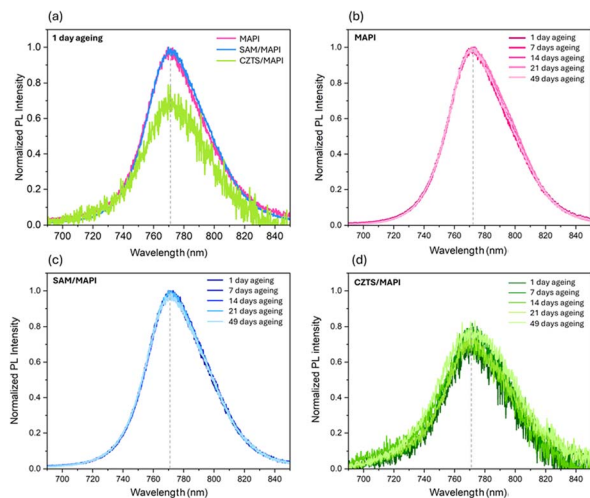 (a)
1 day ageing
MAPI
SAM/MAPI
CZTS/MAPI
Normalized PL Intensity
1.0
0.8
0.6
0.4
0.2
0.0
700 720 740 760 780 800 820 840
Wavelength (nm)
(b)
MAPI
1 day ageing
7 days ageing
14 days ageing
21 days ageing
49 days ageing
Normalized PL Intensity
1.0
0.8
0.6
0.4
0.2
0.0
700 720 740 760 780 800 820 840
Wavelength (nm)
(c)
SAM/MAPI
1 day ageing
7 days ageing
14 days ageing
21 days ageing
49 days ageing
Normalized PL Intensity
1.0
0.8
0.6
0.4
0.2
0.0
700 720 740 760 780 800 820 840
Wavelength (nm)
(d)
CZTS/MAPI
1 day ageing
7 days ageing
14 days ageing
21 days ageing
49 days ageing
Normalized PL intensity
1.0
0.8
0.6
0.4
0.2
0.0
700 720 740 760 780 800 820 840
Wavelength (nm)